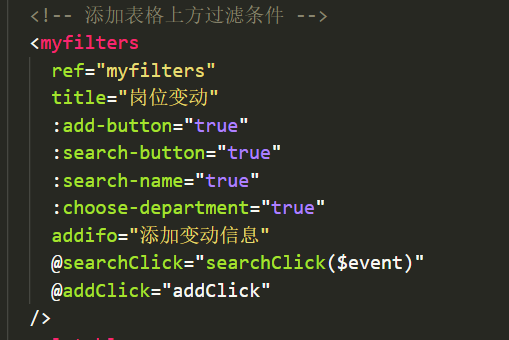 <!-- 添加表格上方过滤条件 -->
<myfilters
ref="myfilters"
title="岗位变动"
:add-button="true"
:search-button="true"
:search-name="true"
:choose-department="true"
addifo="添加变动信息"
@searchClick="searchClick($event)"
@addClick="addClick"
/>